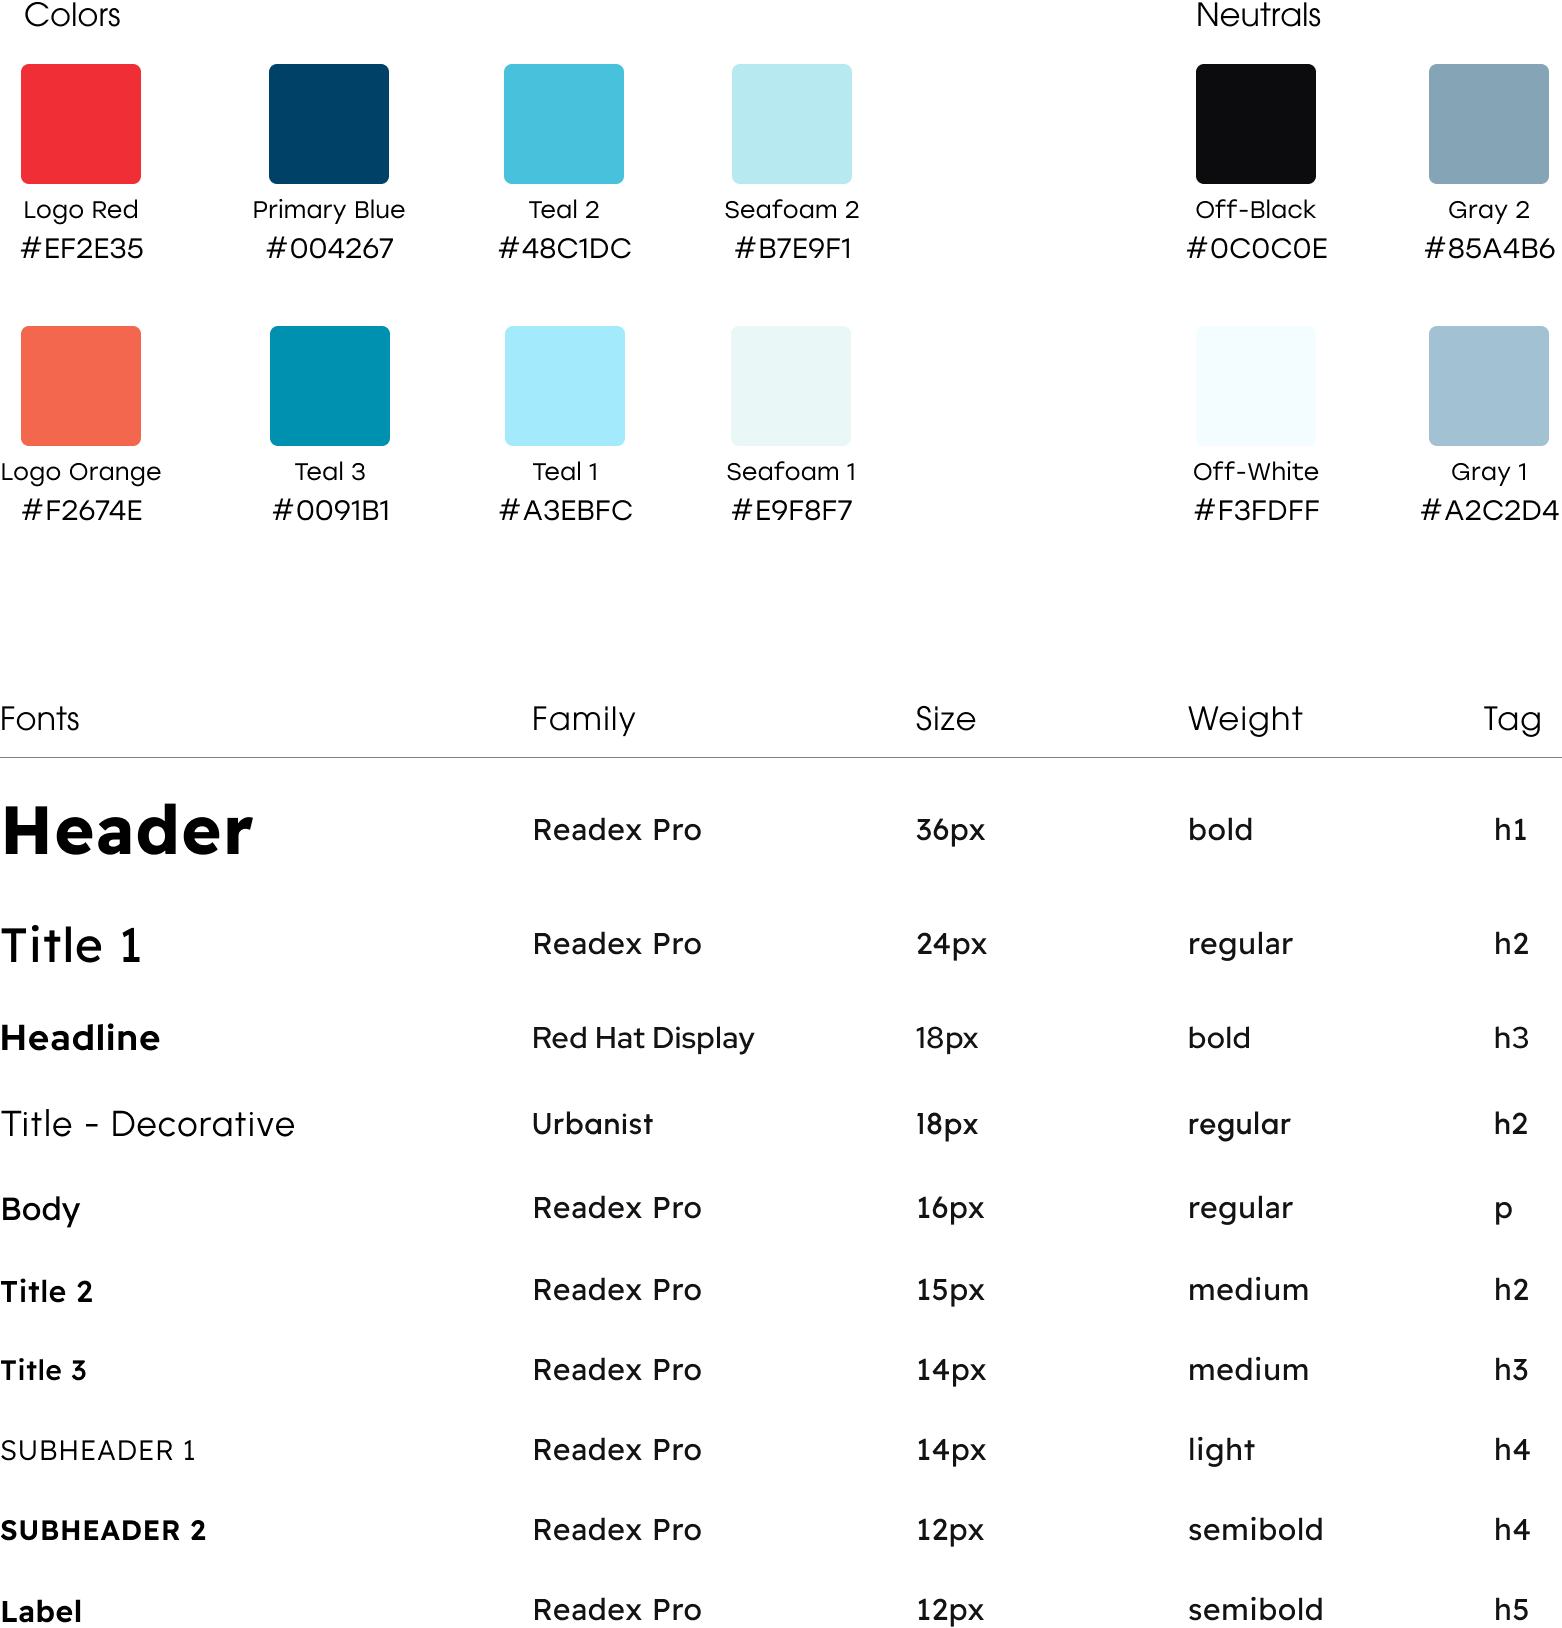 Colors Neutrals
Logo Red Primary Blue Teal 2 Seafoam 2 Off-Black Gray 2
#EF2E35 #004267 #48C1DC #B7E9F1 #0C0C0E #85A4B6
Logo Orange Teal 3 Teal 1 Seafoam 1 Off-White Gray 1
#F2674E #0091B1 #A3EBFC #E9F8F7 #F3FDFF #A2C2D4
Fonts Family Size Weight Tag
Header Readex Pro 36px bold h1
Title 1 Readex Pro 24px regular h2
Headline Red Hat Display 18px bold h3
Title - Decorative Urbanist 18px regular h2
Body Readex Pro 16px regular p
Title 2 Readex Pro 15px medium h2
Title 3 Readex Pro 14px medium h3
SUBHEADER 1 Readex Pro 14px light h4
SUBHEADER 2 Readex Pro 12px semibold h4
Label Readex Pro 12px semibold h5